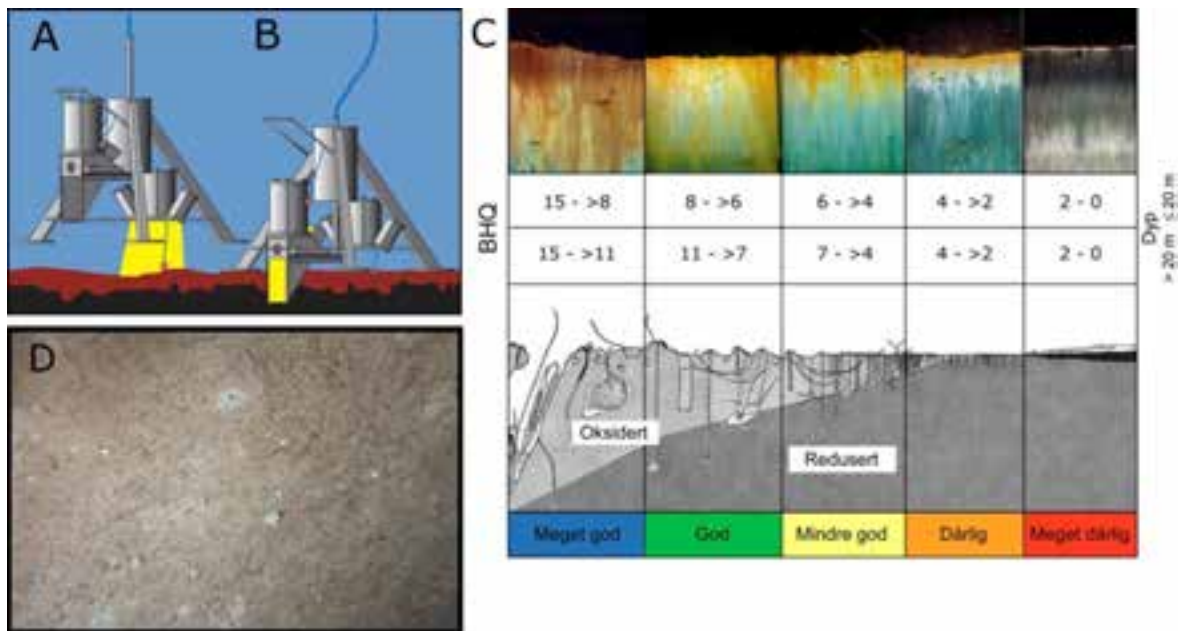 A
B
C
D
BHQ
15 - >8
8 - >6
6 - >4
4 - >2
2 - 0
15 - >11
11 - >7
7 - >4
4 - >2
2 - 0
Dyp
> 20 m ≤ 20 m
Oksidert
Redusert
Meget god
God
Mindre god
Dårlig
Meget dårlig